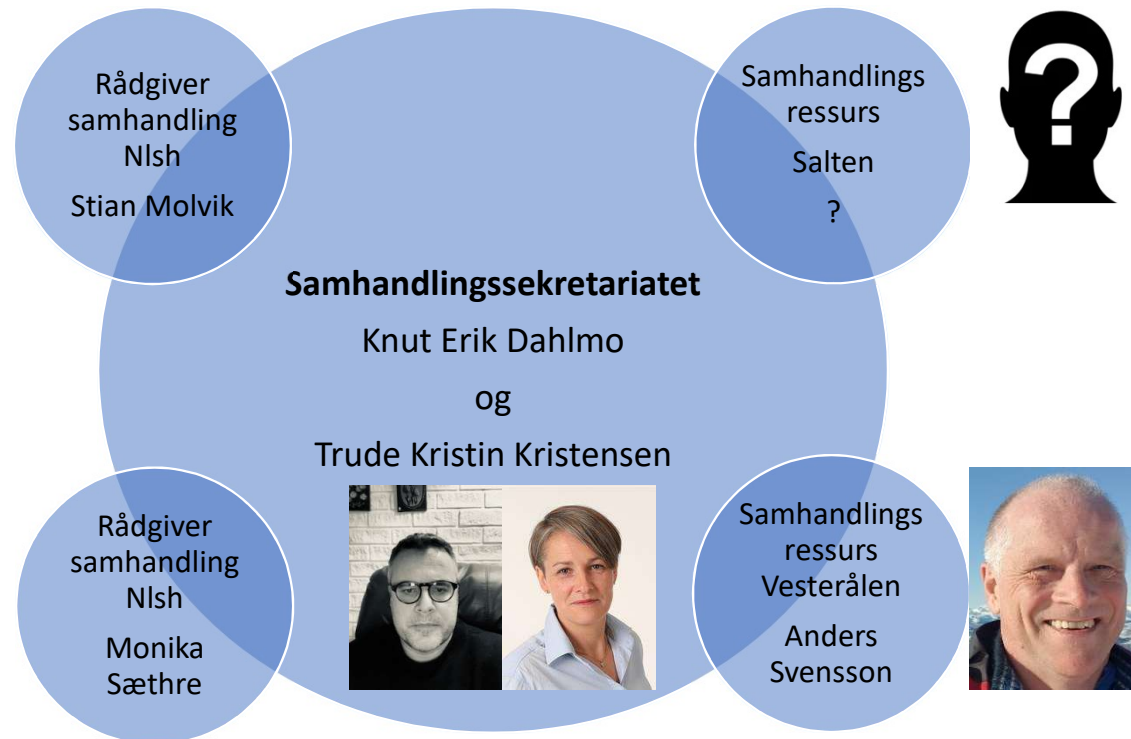 Rådgiver
samhandling
Nlsh
Stian Molvik
Samhandlings
ressurs
Salten
?
?
Samhandlingssekretariatet
Knut Erik Dahlmo
og
Trude Kristin Kristensen
Rådgiver
samhandling
Nlsh
Monika
Sæthre
Samhandlings
ressurs
Vesterålen
Anders
Svensson